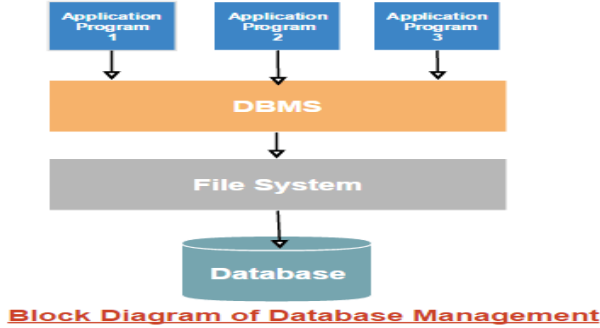 Application
Program
1
Application
Program
2
Application
Program
3
DBMS
File System
Database
Block Diagram of Database Management